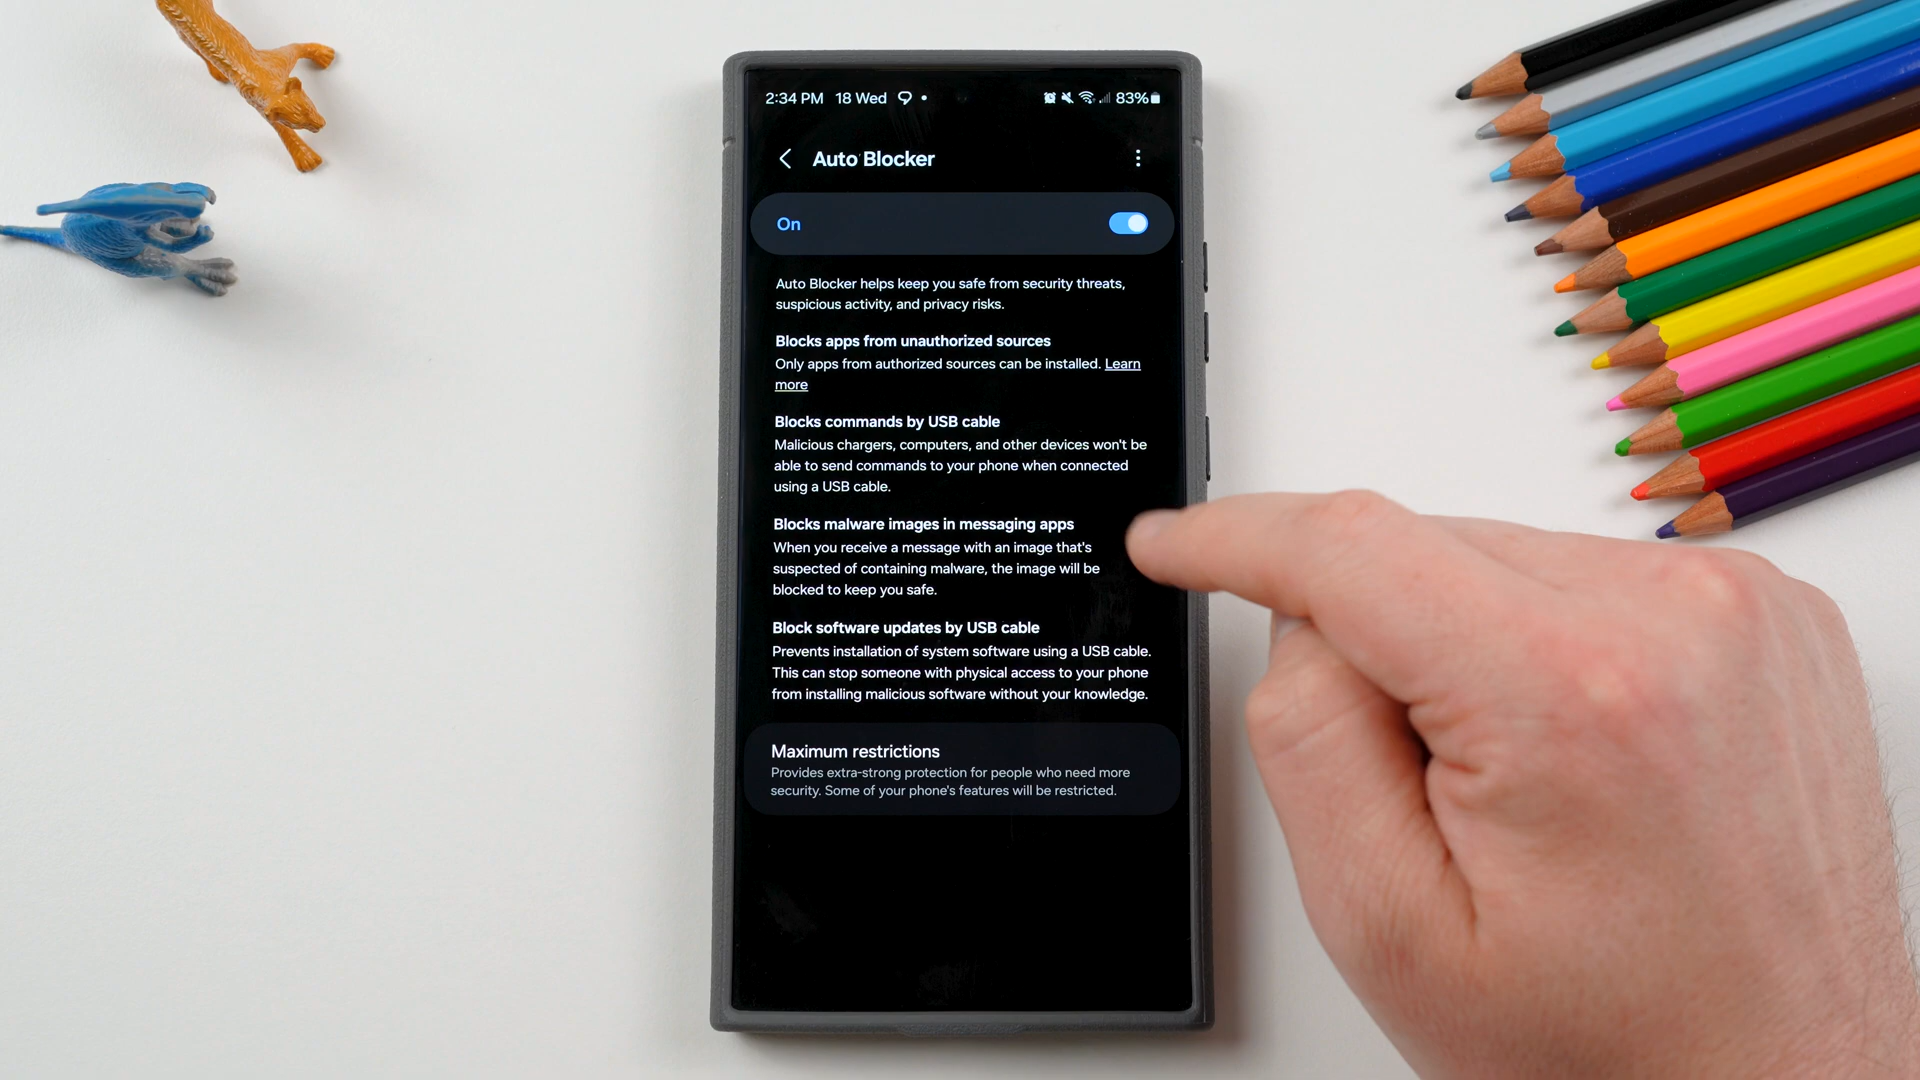 2:34 PM 18 Wed 83%
Auto Blocker
On
Auto Blocker helps keep you safe from security threats,
suspicious activity, and privacy risks.
Blocks apps from unauthorized sources
Only apps from authorized sources can be installed. Learn
more
Blocks commands by USB cable
Malicious chargers, computers, and other devices won't be
able to send commands to your phone when connected
using a USB cable.
Blocks malware images in messaging apps
When you receive a message with an image that's
suspected of containing malware, the image will be
blocked to keep you safe.
Block software updates by USB cable
Prevents installation of system software using a USB cable.
This can stop someone with physical access to your phone
from installing malicious software without your knowledge.
Maximum restrictions
Provides extra-strong protection for people who need more
security. Some of your phone's features will be restricted.